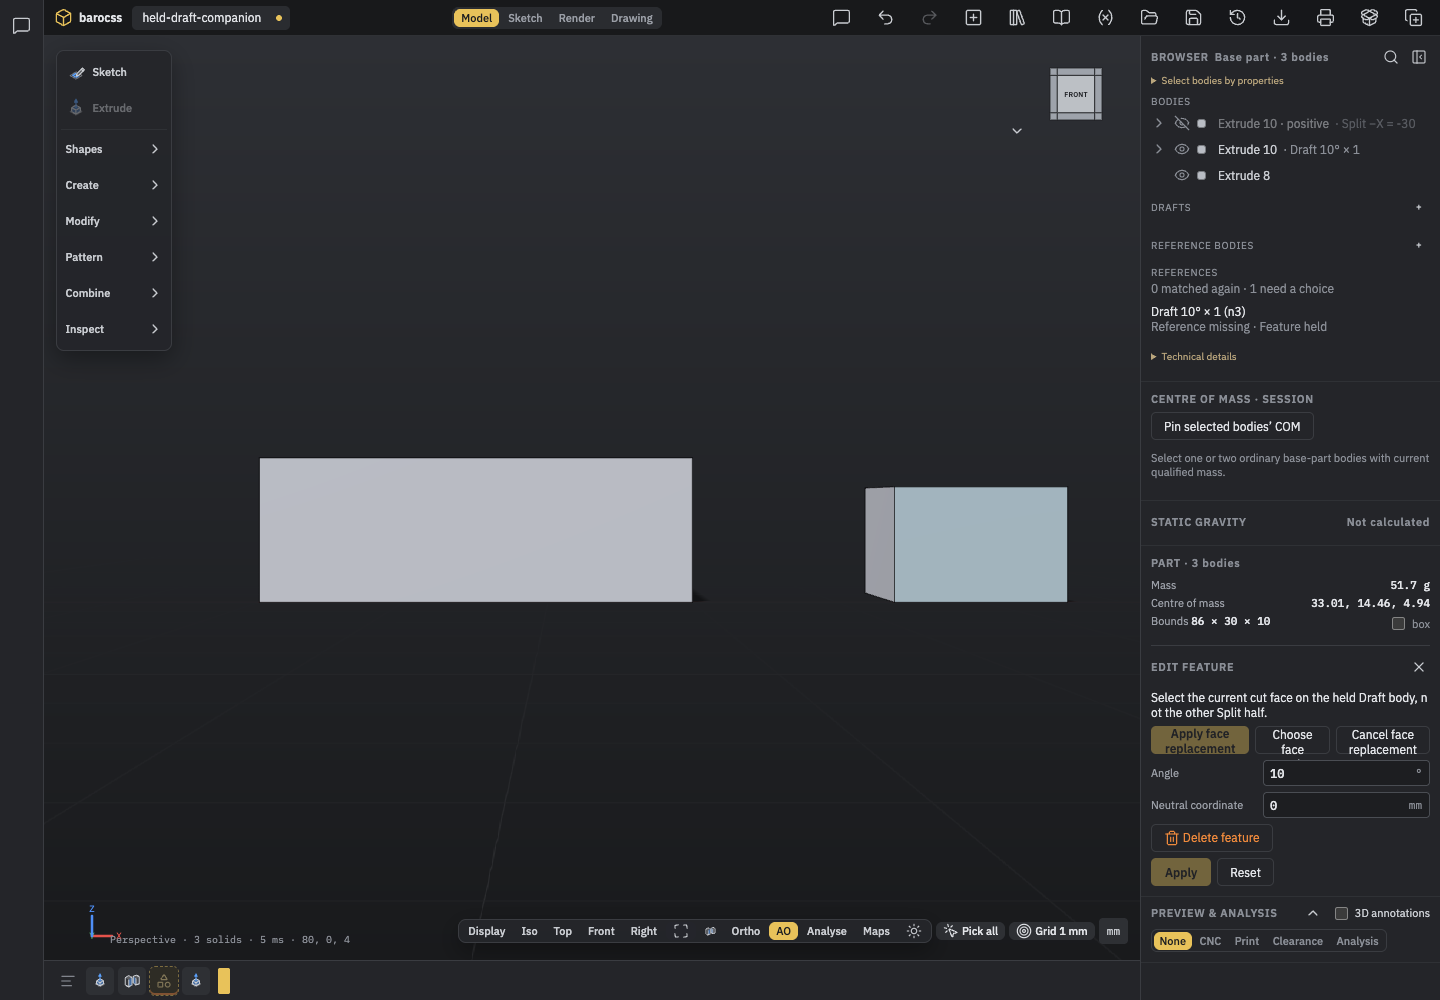 barocss
held-draft-companion
Model
Sketch
Render
Drawing
Sketch
Extrude
Shapes
Create
Modify
Pattern
Combine
Inspect
FRONT
BROWSER Base part · 3 bodies
Select bodies by properties
BODIES
Extrude 10 · positive · Split –X = -30
Extrude 10 · Draft 10° × 1
Extrude 8
DRAFTS +
REFERENCE BODIES +
REFERENCES
0 matched again · 1 need a choice
Draft 10° × 1 (n3)
Reference missing · Feature held
Technical details
CENTRE OF MASS · SESSION
Pin selected bodies’ COM
Select one or two ordinary base-part bodies with current
qualified mass.
STATIC GRAVITY Not calculated
PART · 3 bodies
Mass 51.7 g
Centre of mass 33.01, 14.46, 4.94
Bounds 86 × 30 × 10 box
EDIT FEATURE
Select the current cut face on the held Draft body, n
ot the other Split half.
Apply face
replacement
Choose
face
Cancel face
replacement
Angle 10 °
Neutral coordinate 0 mm
Delete feature
Apply Reset
PREVIEW & ANALYSIS 3D annotations
None CNC Print Clearance Analysis
Z
X
Perspective · 3 solids · 5 ms · 80, 0, 4
Display Iso Top Front Right Ortho AO Analyse Maps Pick all Grid 1 mm mm